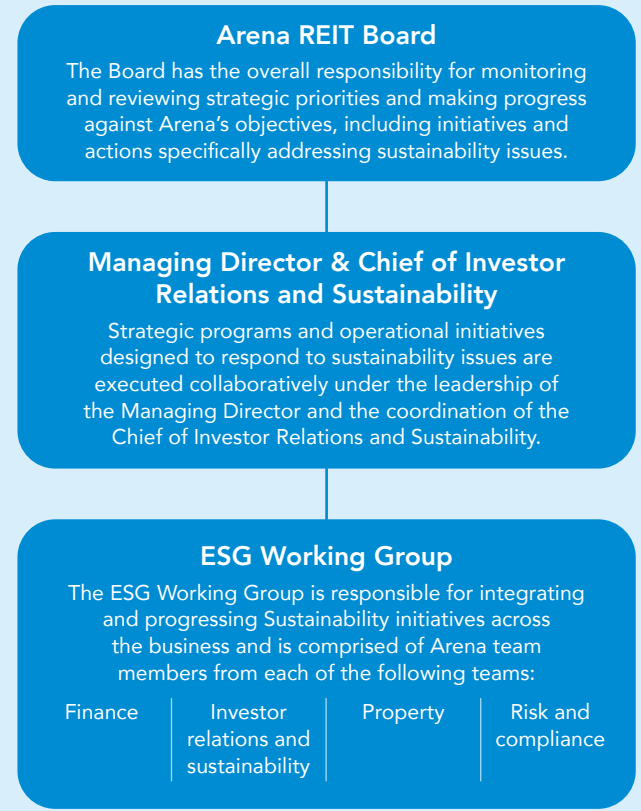 Arena REIT Board
The Board has the overall responsibility for monitoring
and reviewing strategic priorities and making progress
against Arena’s objectives, including initiatives and
actions specifically addressing sustainability issues.
Managing Director & Chief of Investor
Relations and Sustainability
Strategic programs and operational initiatives
designed to respond to sustainability issues are
executed collaboratively under the leadership of
the Managing Director and the coordination of the
Chief of Investor Relations and Sustainability.
ESG Working Group
The ESG Working Group is responsible for integrating
and progressing Sustainability initiatives across
the business and is comprised of Arena team
members from each of the following teams:
Finance
Investor
relations and
sustainability
Property
Risk and
compliance